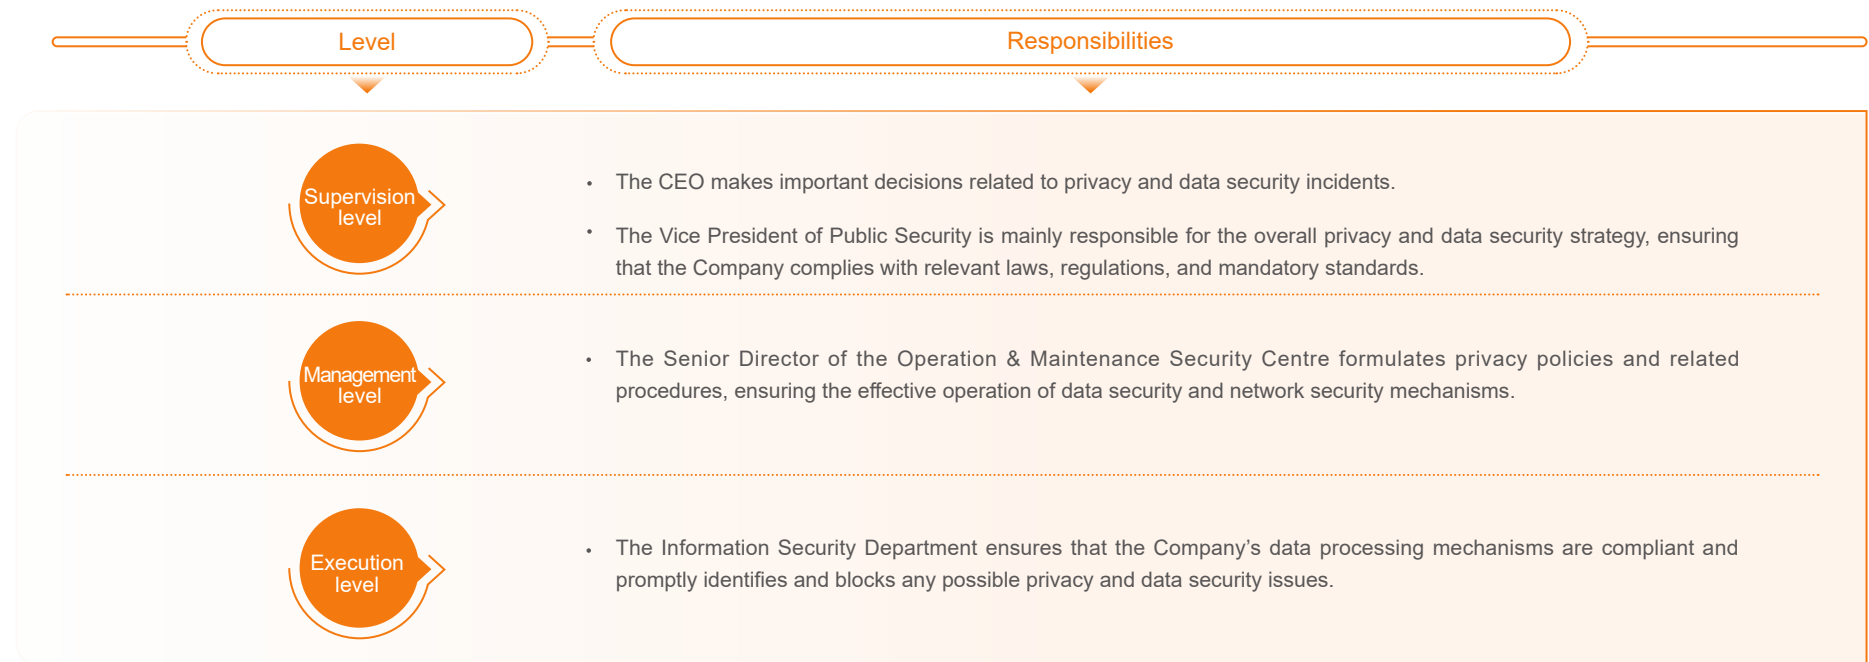 Level
Responsibilities
Supervision
level
• The CEO makes important decisions related to privacy and data security incidents.
• The Vice President of Public Security is mainly responsible for the overall privacy and data security strategy, ensuring
that the Company complies with relevant laws, regulations, and mandatory standards.
Management
level
• The Senior Director of the Operation & Maintenance Security Centre formulates privacy policies and related
procedures, ensuring the effective operation of data security and network security mechanisms.
Execution
level
• The Information Security Department ensures that the Company’s data processing mechanisms are compliant and
promptly identifies and blocks any possible privacy and data security issues.